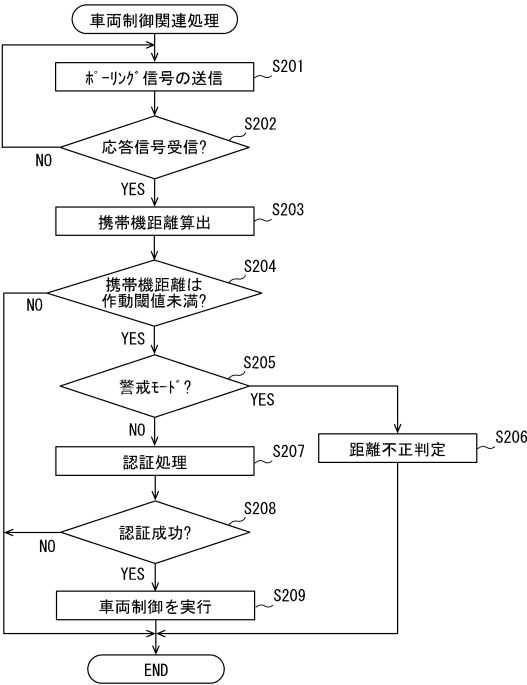 車両制御関連処理
S201
ﾎﾟｰﾘﾝｸﾞ信号の送信
S202
応答信号受信?
NO
YES
S203
携帯機距離算出
S204
携帯機距離は
作動閾値未満?
NO
YES
S205
警戒ﾓｰﾄﾞ?
YES
NO
S206
距離不正判定
S207
認証処理
S208
認証成功?
NO
YES
S209
車両制御を実行
END